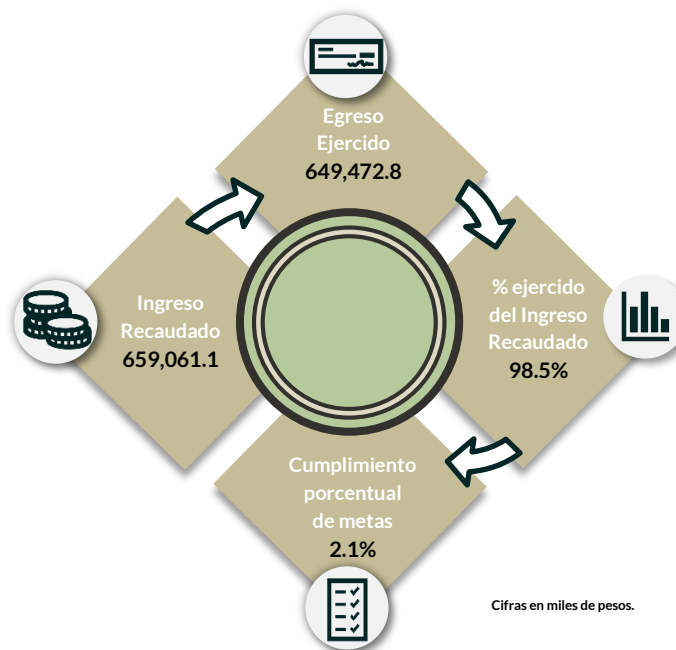 Egreso
Ejercido
649,472.8
Ingreso
Recaudado
659,061.1
% ejercido
del Ingreso
Recaudado
98.5%
Cumplimiento
porcentual
de metas
2.1%
Cifras en miles de pesos.